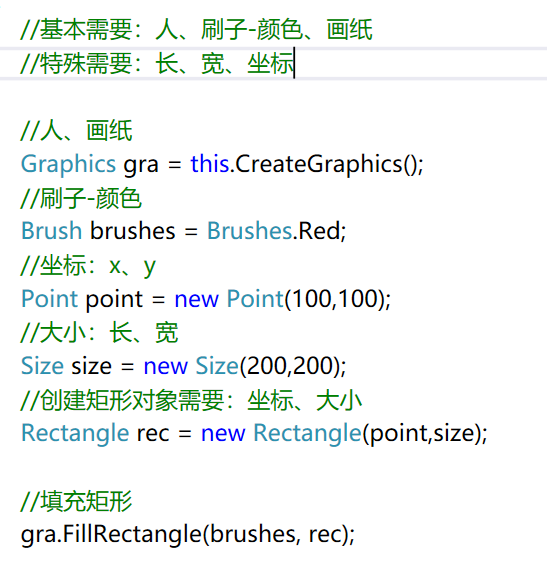 //基本需要：人、刷子-颜色、画纸
//特殊需要：长、宽、坐标
//人、画纸
Graphics gra = this.CreateGraphics();
//刷子-颜色
Brush brushes = Brushes.Red;
//坐标：x、y
Point point = new Point(100,100);
//大小：长、宽
Size size = new Size(200,200);
//创建矩形对象需要：坐标、大小
Rectangle rec = new Rectangle(point,size);
//填充矩形
gra.FillRectangle(brushes, rec);